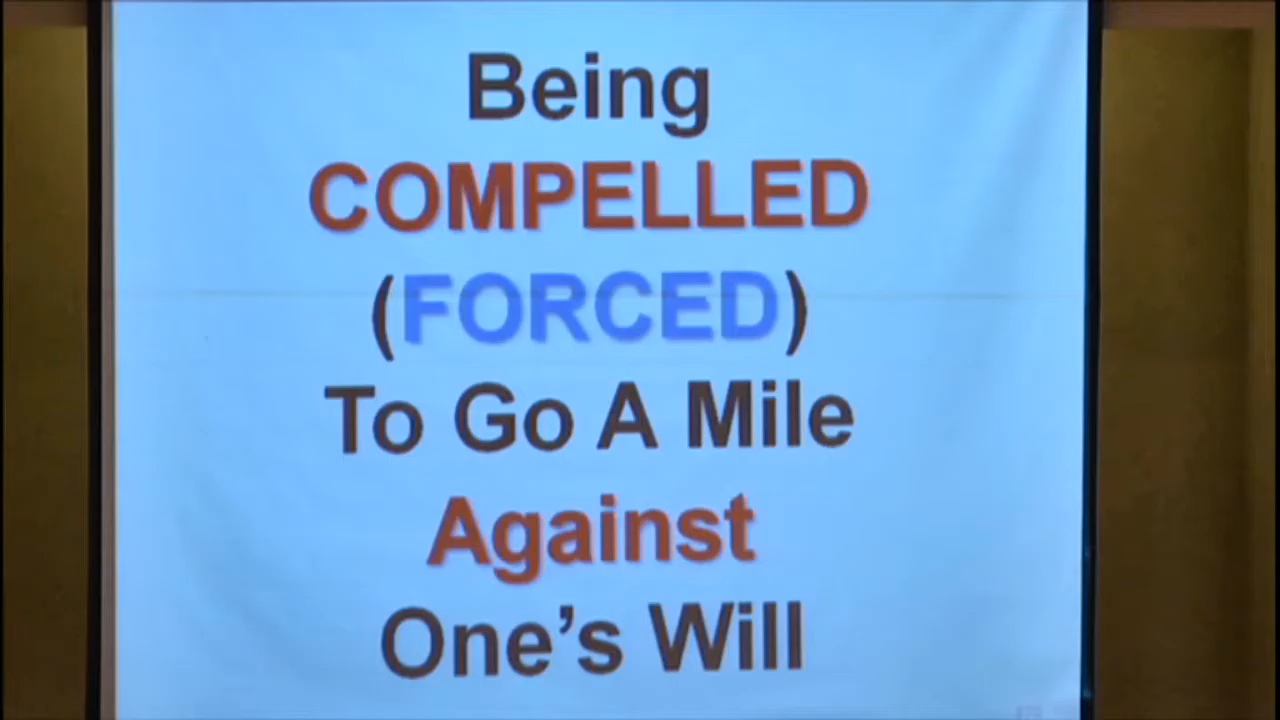 Being
COMPELLED
(FORCED)
To Go A Mile
Against
One’s Will